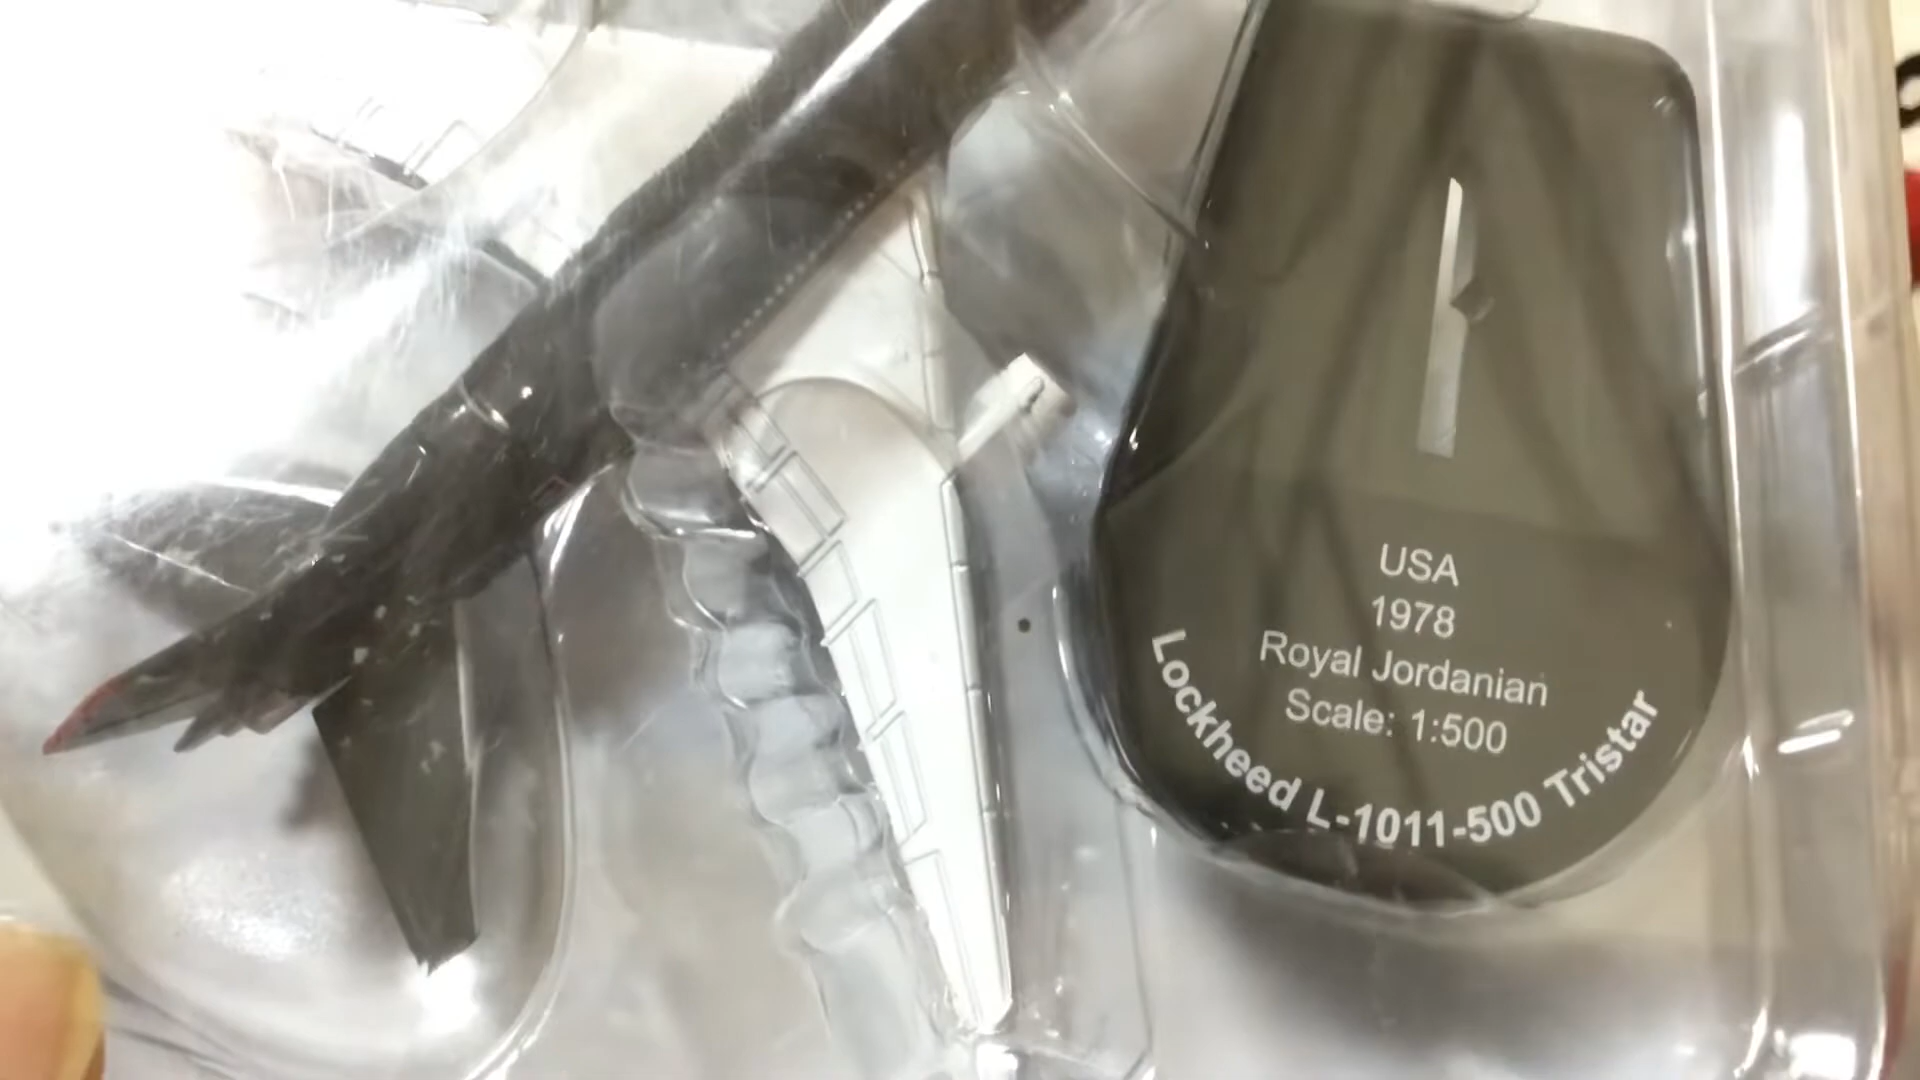 USA
1978
Royal Jordanian
Scale: 1:500
Lockheed L-1011-500 Tristar